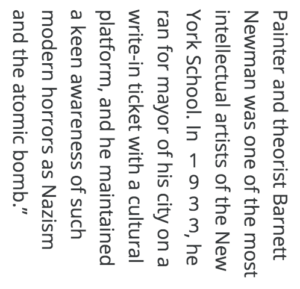 Painter and theorist Barnett
Newman was one of the most
intellectual artists of the New
York School. In 1933, he
ran for mayor of his city on a
write-in ticket with a cultural
platform, and he maintained
a keen awareness of such
modern horrors as Nazism
and the atomic bomb.”